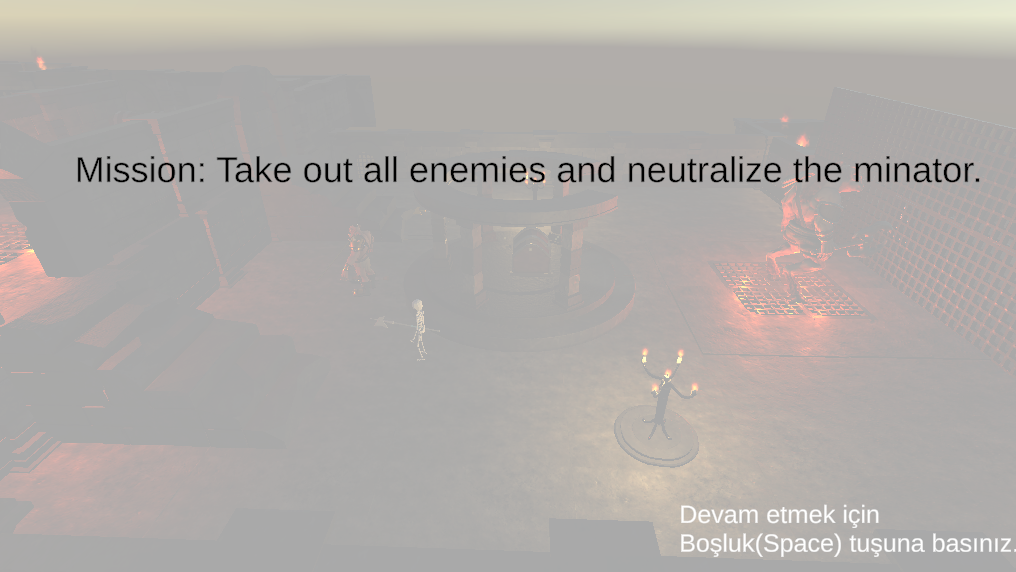 Mission: Take out all enemies and neutralize the minator.
Devam etmek için
Boşluk(Space) tuşuna basınız.